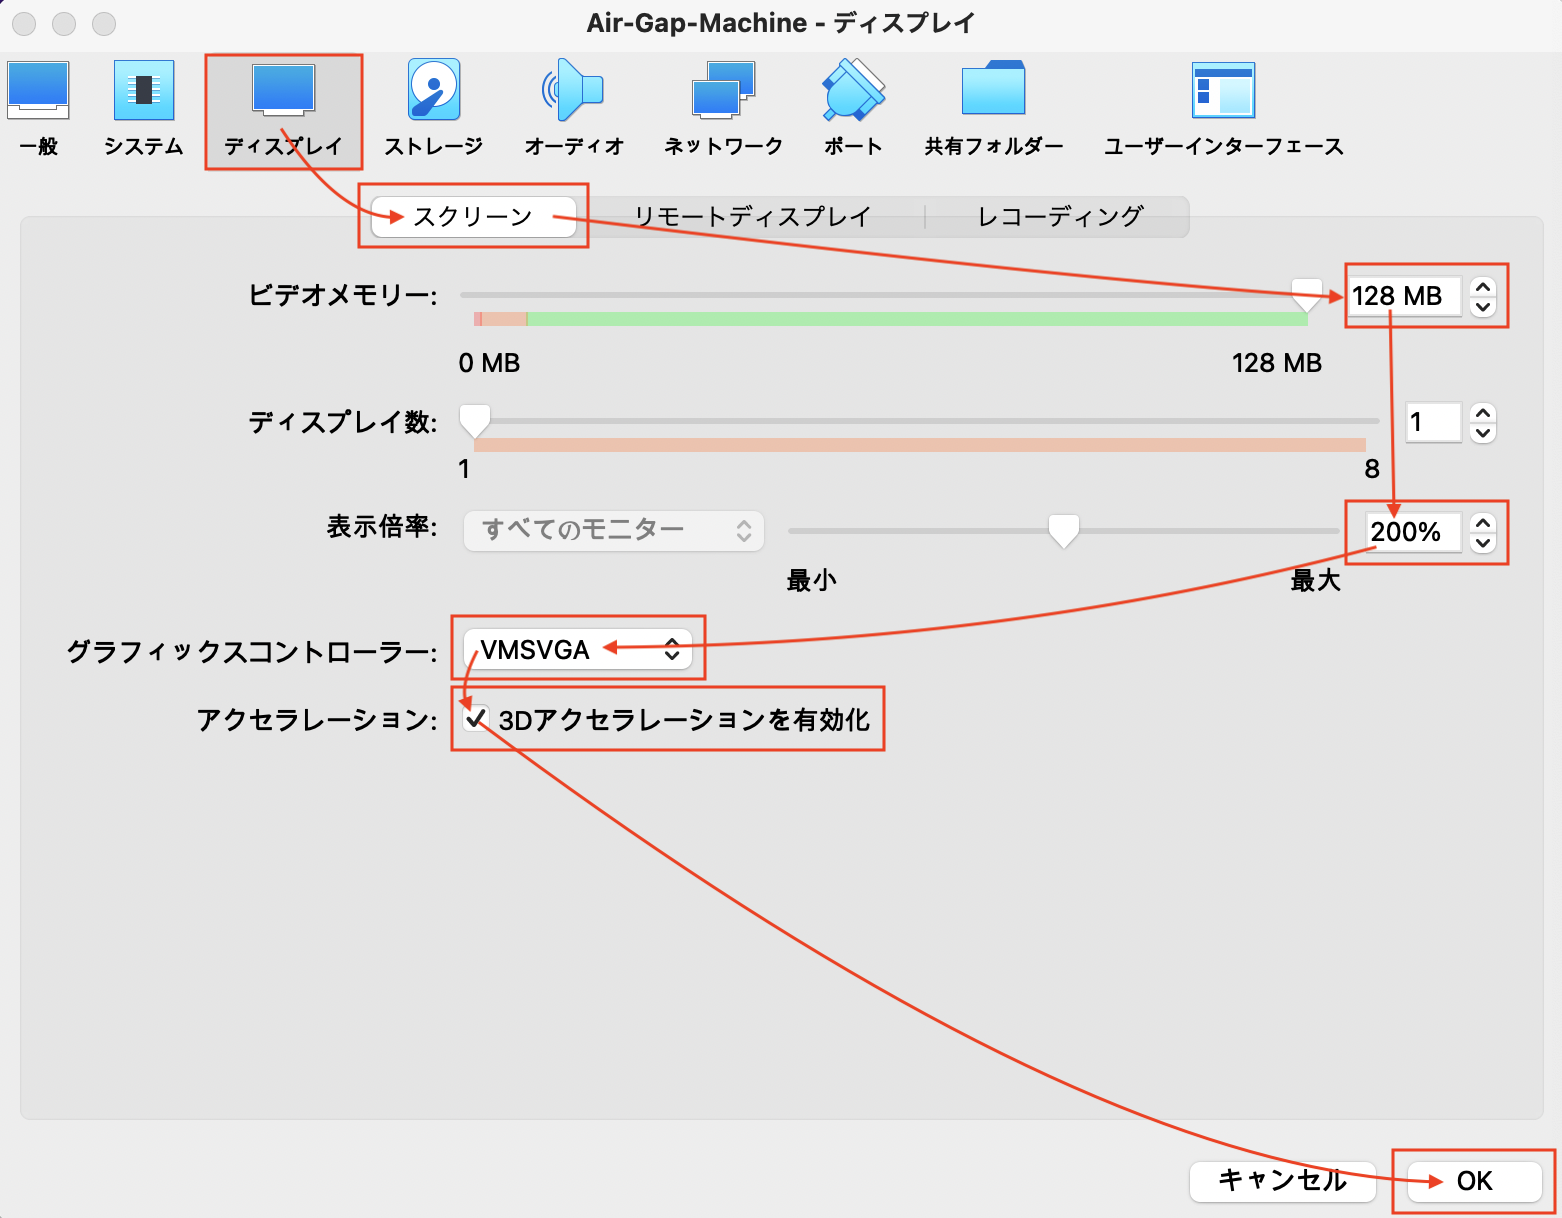 Air-Gap-Machine - ディスプレイ
一般 システム ディスプレイ ストレージ オーディオ ネットワーク ポート 共有フォルダー ユーザーインターフェース
スクリーン リモートディスプレイ レコーディング
ビデオメモリー: 128 MB
0 MB 128 MB
ディスプレイ数: 1
1 8
表示倍率: すべてのモニター 200%
最小 最大
グラフィックスコントローラー: VMSVGA
アクセラレーション: 3Dアクセラレーションを有効化
キャンセル OK